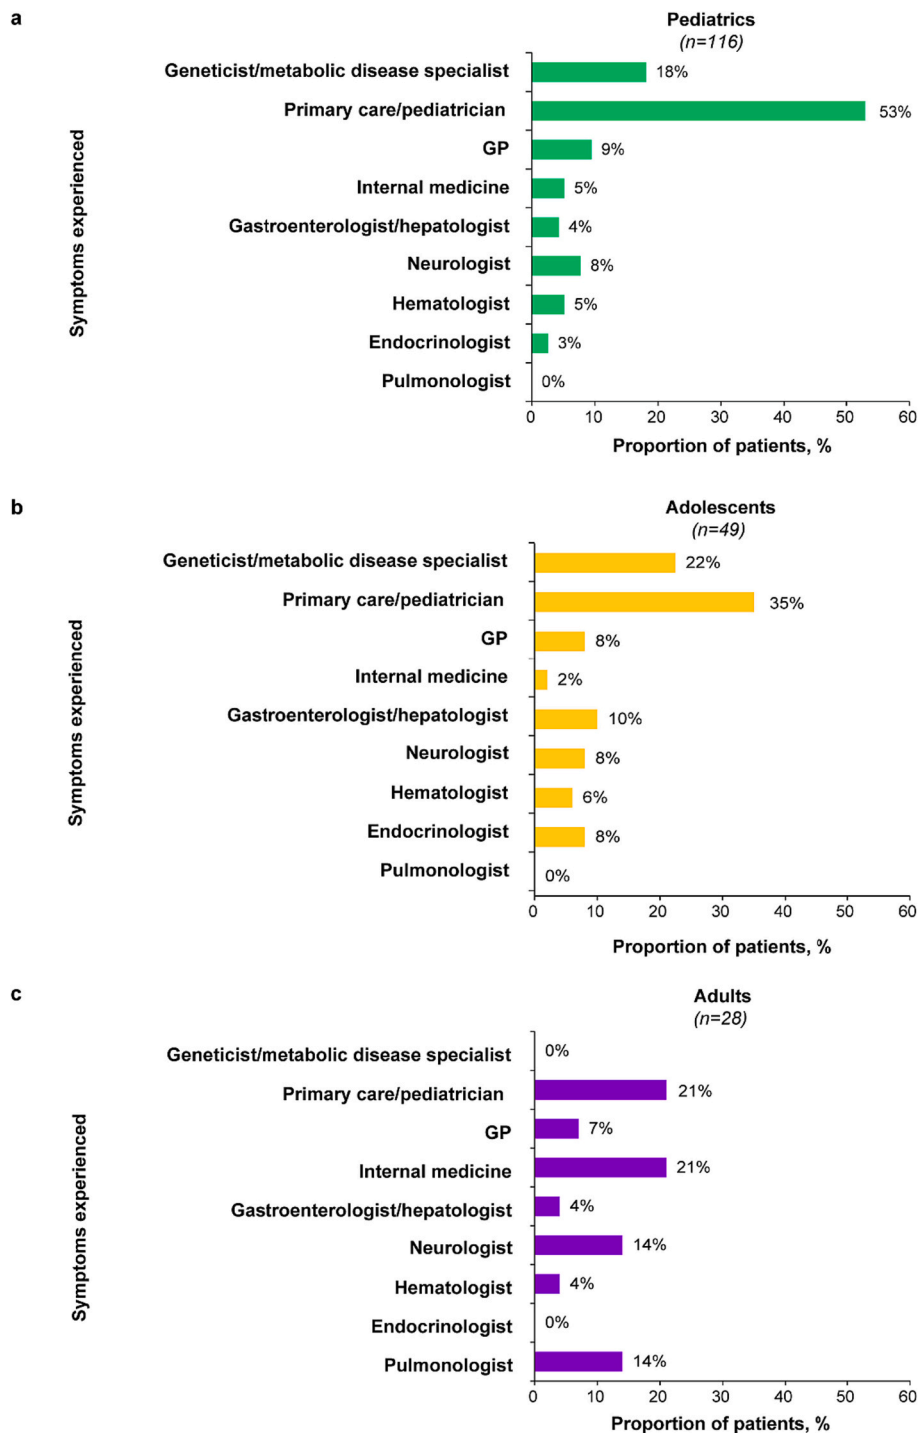 a
Pediatrics
(n=116)
Symptoms experienced
Geneticist/metabolic disease specialist 18%
Primary care/pediatrician 53%
GP 9%
Internal medicine 5%
Gastroenterologist/hepatologist 4%
Neurologist 8%
Hematologist 5%
Endocrinologist 3%
Pulmonologist 0%
0 10 20 30 40 50 60
Proportion of patients, %
b
Adolescents
(n=49)
Symptoms experienced
Geneticist/metabolic disease specialist 22%
Primary care/pediatrician 35%
GP 8%
Internal medicine 2%
Gastroenterologist/hepatologist 10%
Neurologist 8%
Hematologist 6%
Endocrinologist 8%
Pulmonologist 0%
0 10 20 30 40 50 60
Proportion of patients, %
c
Adults
(n=28)
Symptoms experienced
Geneticist/metabolic disease specialist 0%
Primary care/pediatrician 21%
GP 7%
Internal medicine 21%
Gastroenterologist/hepatologist 4%
Neurologist 14%
Hematologist 4%
Endocrinologist 0%
Pulmonologist 14%
0 10 20 30 40 50 60
Proportion of patients, %